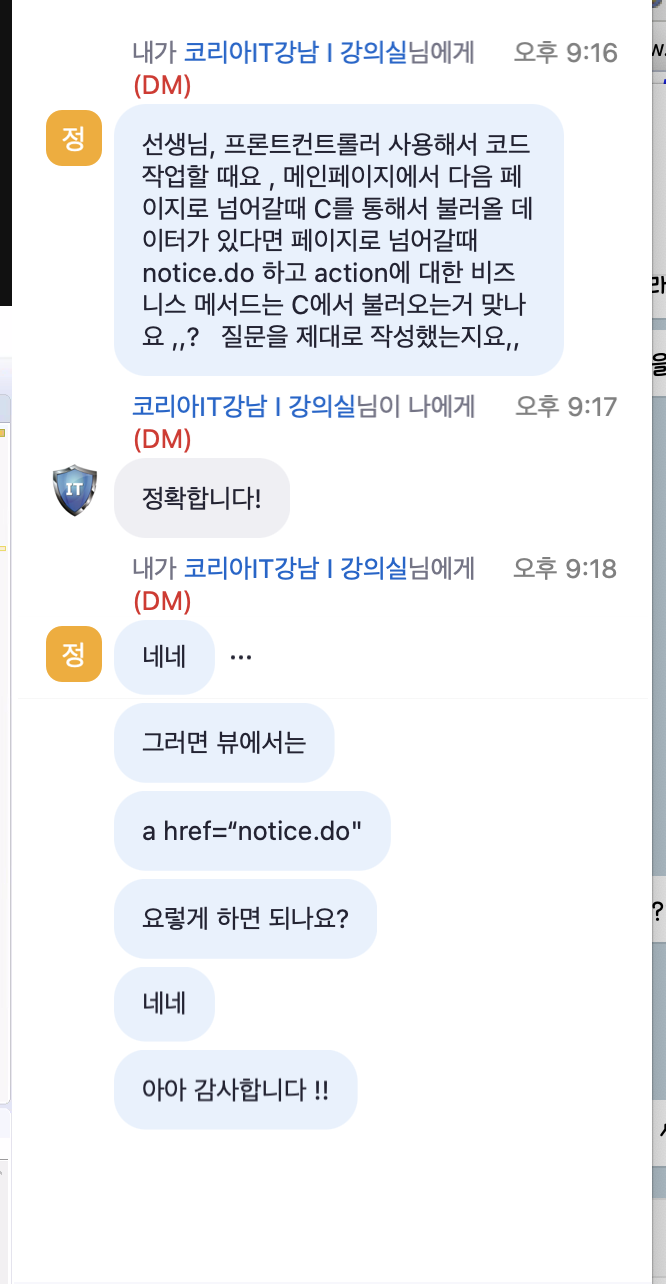 내가 코리아IT강남 I 강의실님에게 오후 9:16
(DM)
정
선생님, 프론트컨트롤러 사용해서 코드
작업할 때요 , 메인페이지에서 다음 페
이지로 넘어갈때 C를 통해서 불러올 데
이터가 있다면 페이지로 넘어갈때
notice.do 하고 action에 대한 비즈
니스 메서드는 C에서 불러오는거 맞나
요 ,,? 질문을 제대로 작성했는지요,,
코리아IT강남 I 강의실님이 나에게 오후 9:17
(DM)
IT
정확합니다!
내가 코리아IT강남 I 강의실님에게 오후 9:18
(DM)
정
네네 ...
그러면 뷰에서는
a href=“notice.do"
요렇게 하면 되나요?
네네
아아 감사합니다 !!
w.
을
?